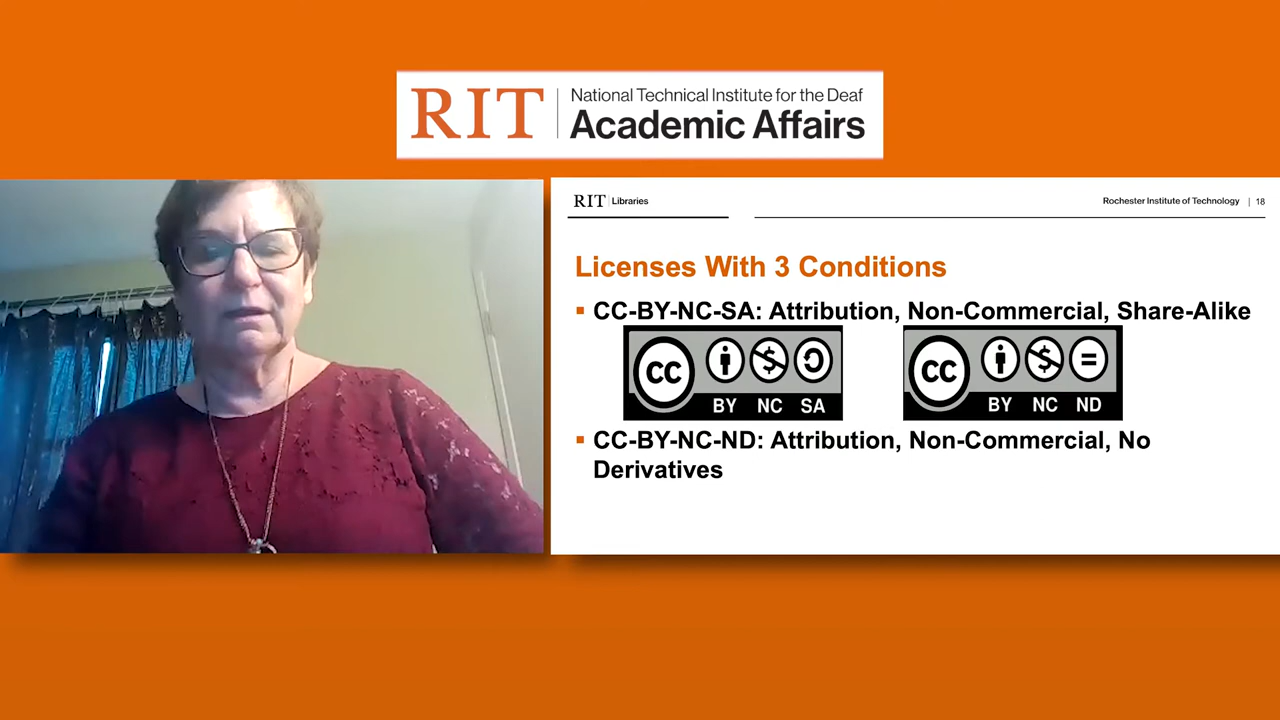 RIT National Technical Institute for the Deaf
Academic Affairs
RIT Libraries
Rochester Institute of Technology | 18
Licenses With 3 Conditions
▪ CC-BY-NC-SA: Attribution, Non-Commercial, Share-Alike
CC BY NC SA
CC BY NC ND
▪ CC-BY-NC-ND: Attribution, Non-Commercial, No
Derivatives